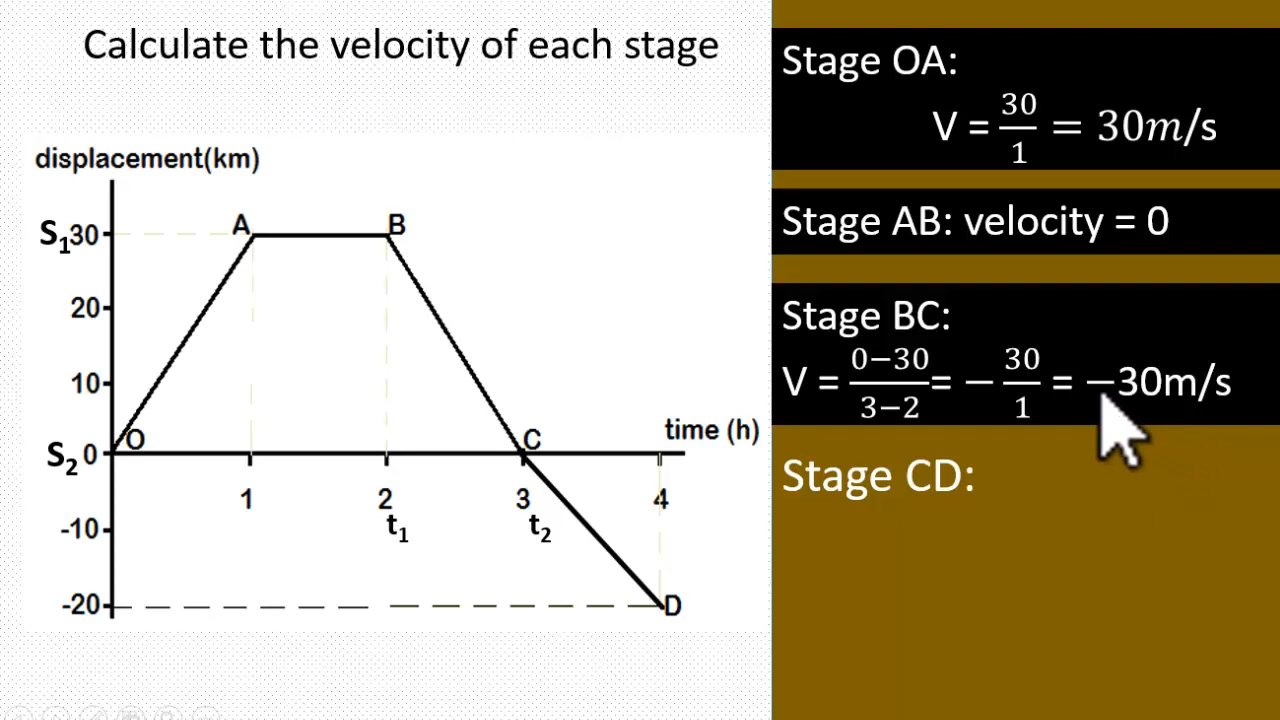 Calculate the velocity of each stage
displacement(km)
S₁ 30
A
B
20
10
S₂ 0
O
C
time (h)
1
2
3
4
t₁
t₂
-10
-20
D
Stage OA:
V = 30/1 = 30m/s
Stage AB: velocity = 0
Stage BC:
V = 0−30/3−2 = −30/1 = −30m/s
Stage CD: